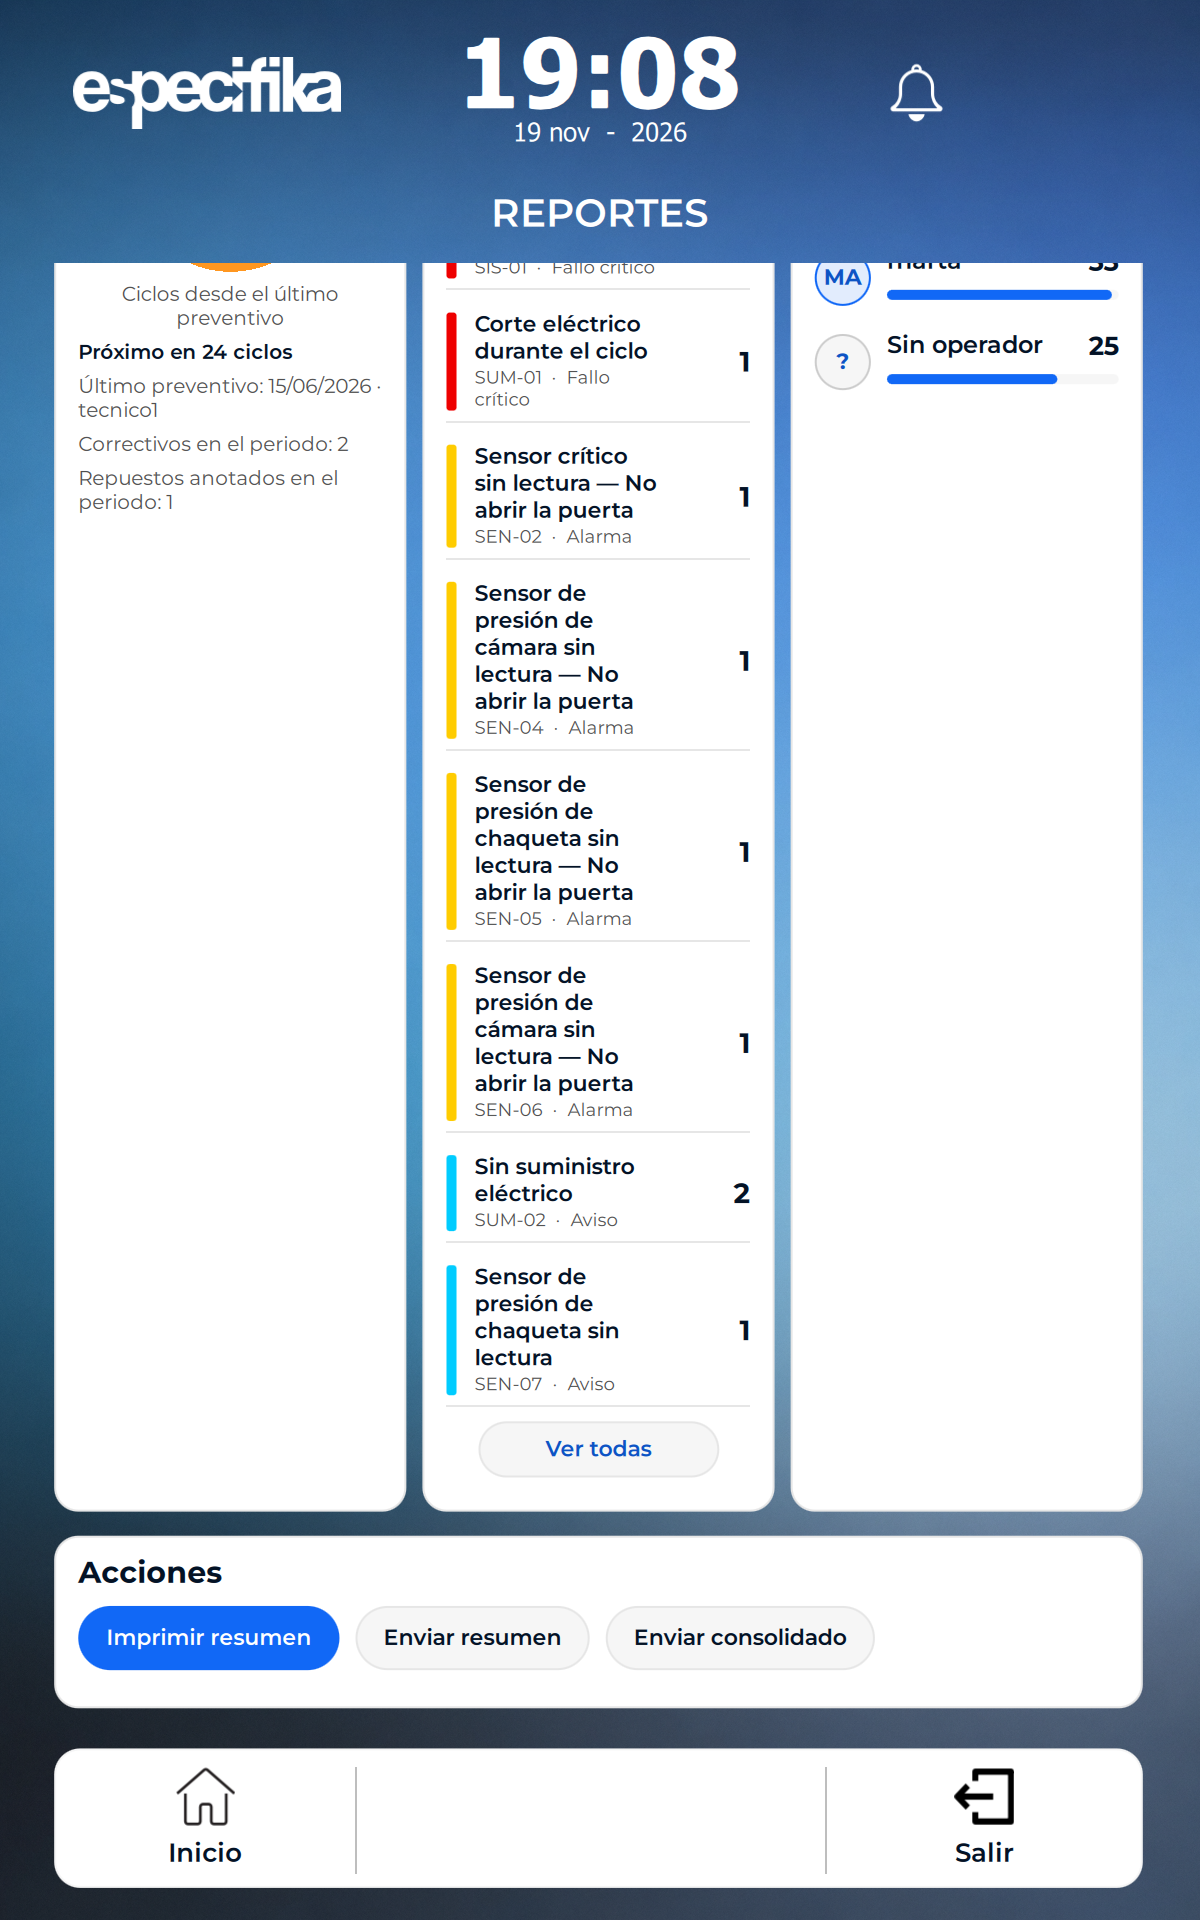 especifika
19:08
19 nov - 2026
REPORTES
Ciclos desde el último
preventivo
Próximo en 24 ciclos
Último preventivo: 15/06/2026 ·
tecnico1
Correctivos en el periodo: 2
Repuestos anotados en el
periodo: 1
SIS-01 · Fallo crítico
Corte eléctrico
durante el ciclo
SUM-01 · Fallo
crítico
1
Sensor crítico
sin lectura — No
abrir la puerta
SEN-02 · Alarma
1
Sensor de
presión de
cámara sin
lectura — No
abrir la puerta
SEN-04 · Alarma
1
Sensor de
presión de
chaqueta sin
lectura — No
abrir la puerta
SEN-05 · Alarma
1
Sensor de
presión de
cámara sin
lectura — No
abrir la puerta
SEN-06 · Alarma
1
Sin suministro
eléctrico
SUM-02 · Aviso
2
Sensor de
presión de
chaqueta sin
lectura
SEN-07 · Aviso
1
Ver todas
MA
marta
33
?
Sin operador
25
Acciones
Imprimir resumen
Enviar resumen
Enviar consolidado
Inicio
Salir